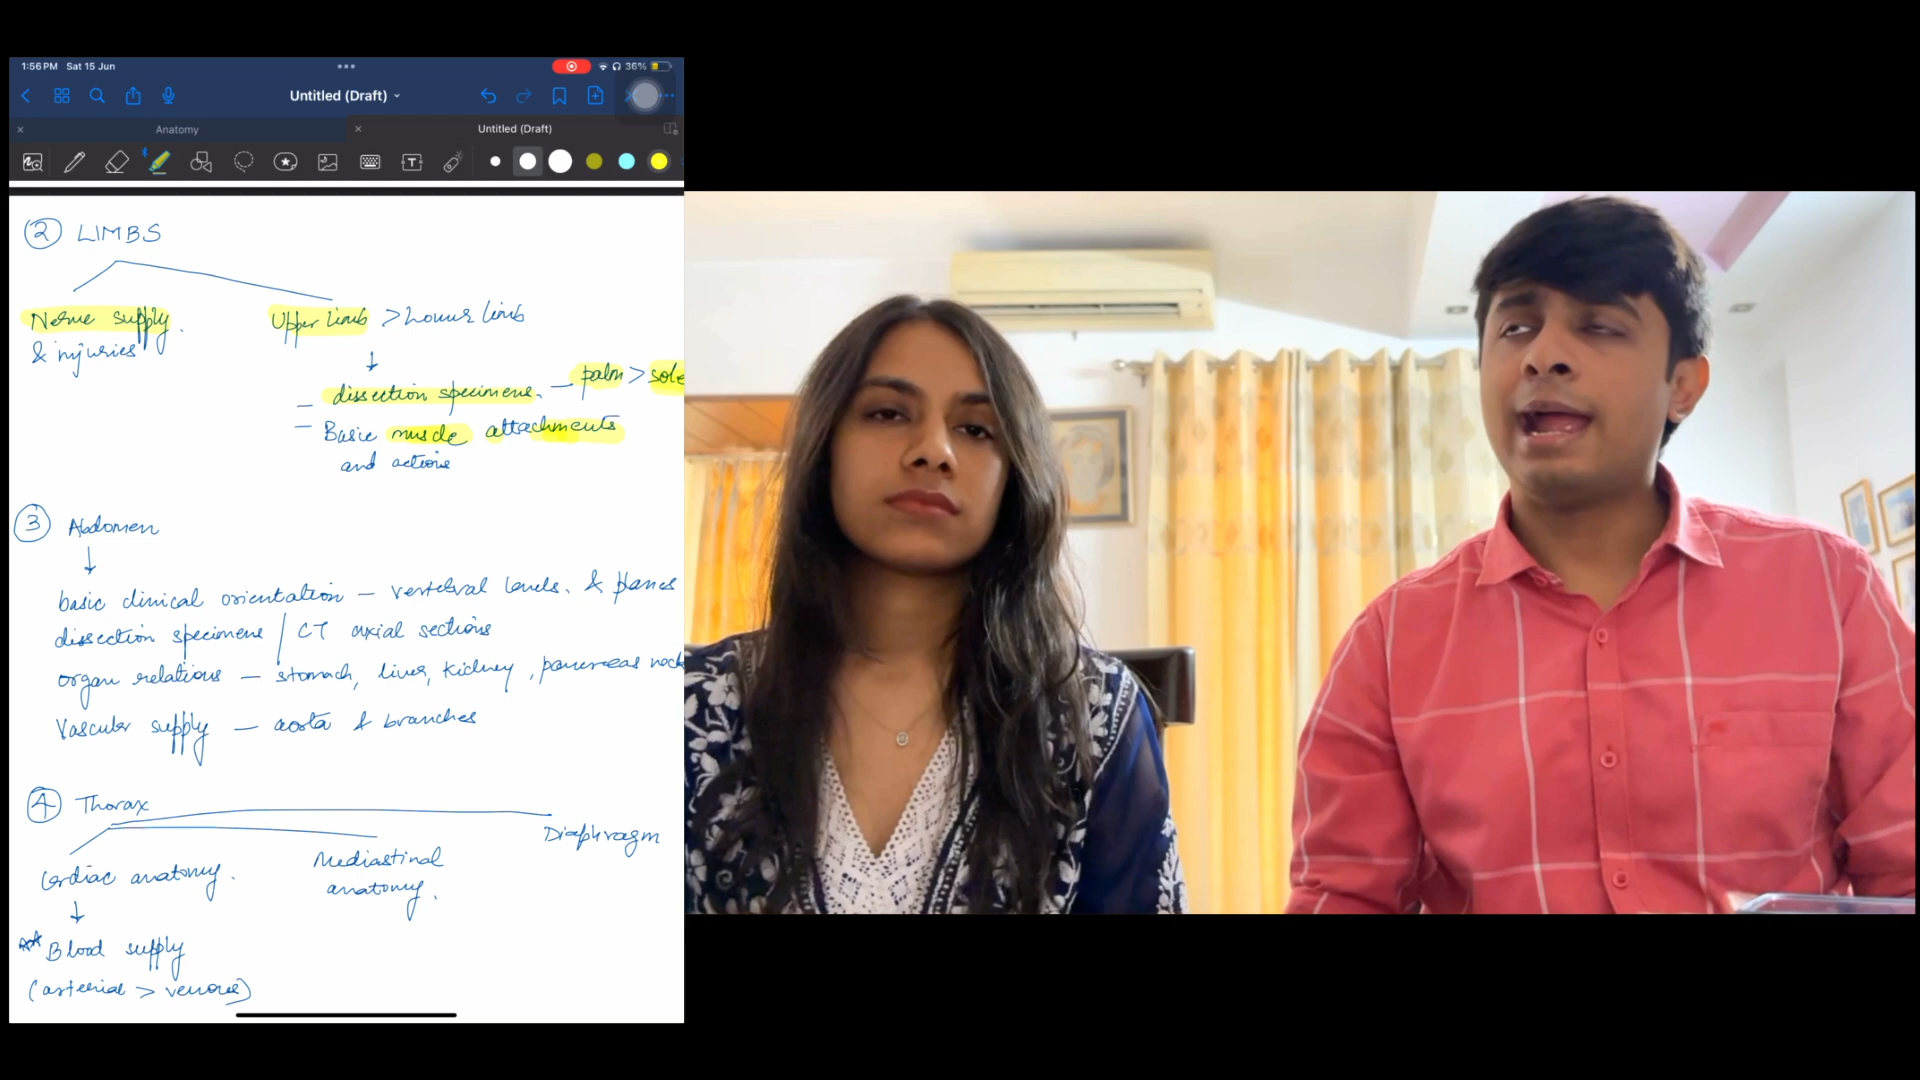 1:56 PM Sat 15 Jun
36%
Untitled (Draft)
Anatomy
Untitled (Draft)
T
2 LIMBS
Nerve supply
& injuries
Upper limb > Lower limb
dissection specimens. — palm > sole
Basic muscle attachments
and actions
3 Abdomen
basic clinical orientation — vertebral levels. & planes
dissection specimens / CT axial sections
organ relations — stomach, liver, kidney, pancreas
Vascular supply — aorta & branches
4 Thorax
Diaphragm
Cardiac anatomy.
Mediastinal
anatomy.
Blood supply
(arterial > venous)